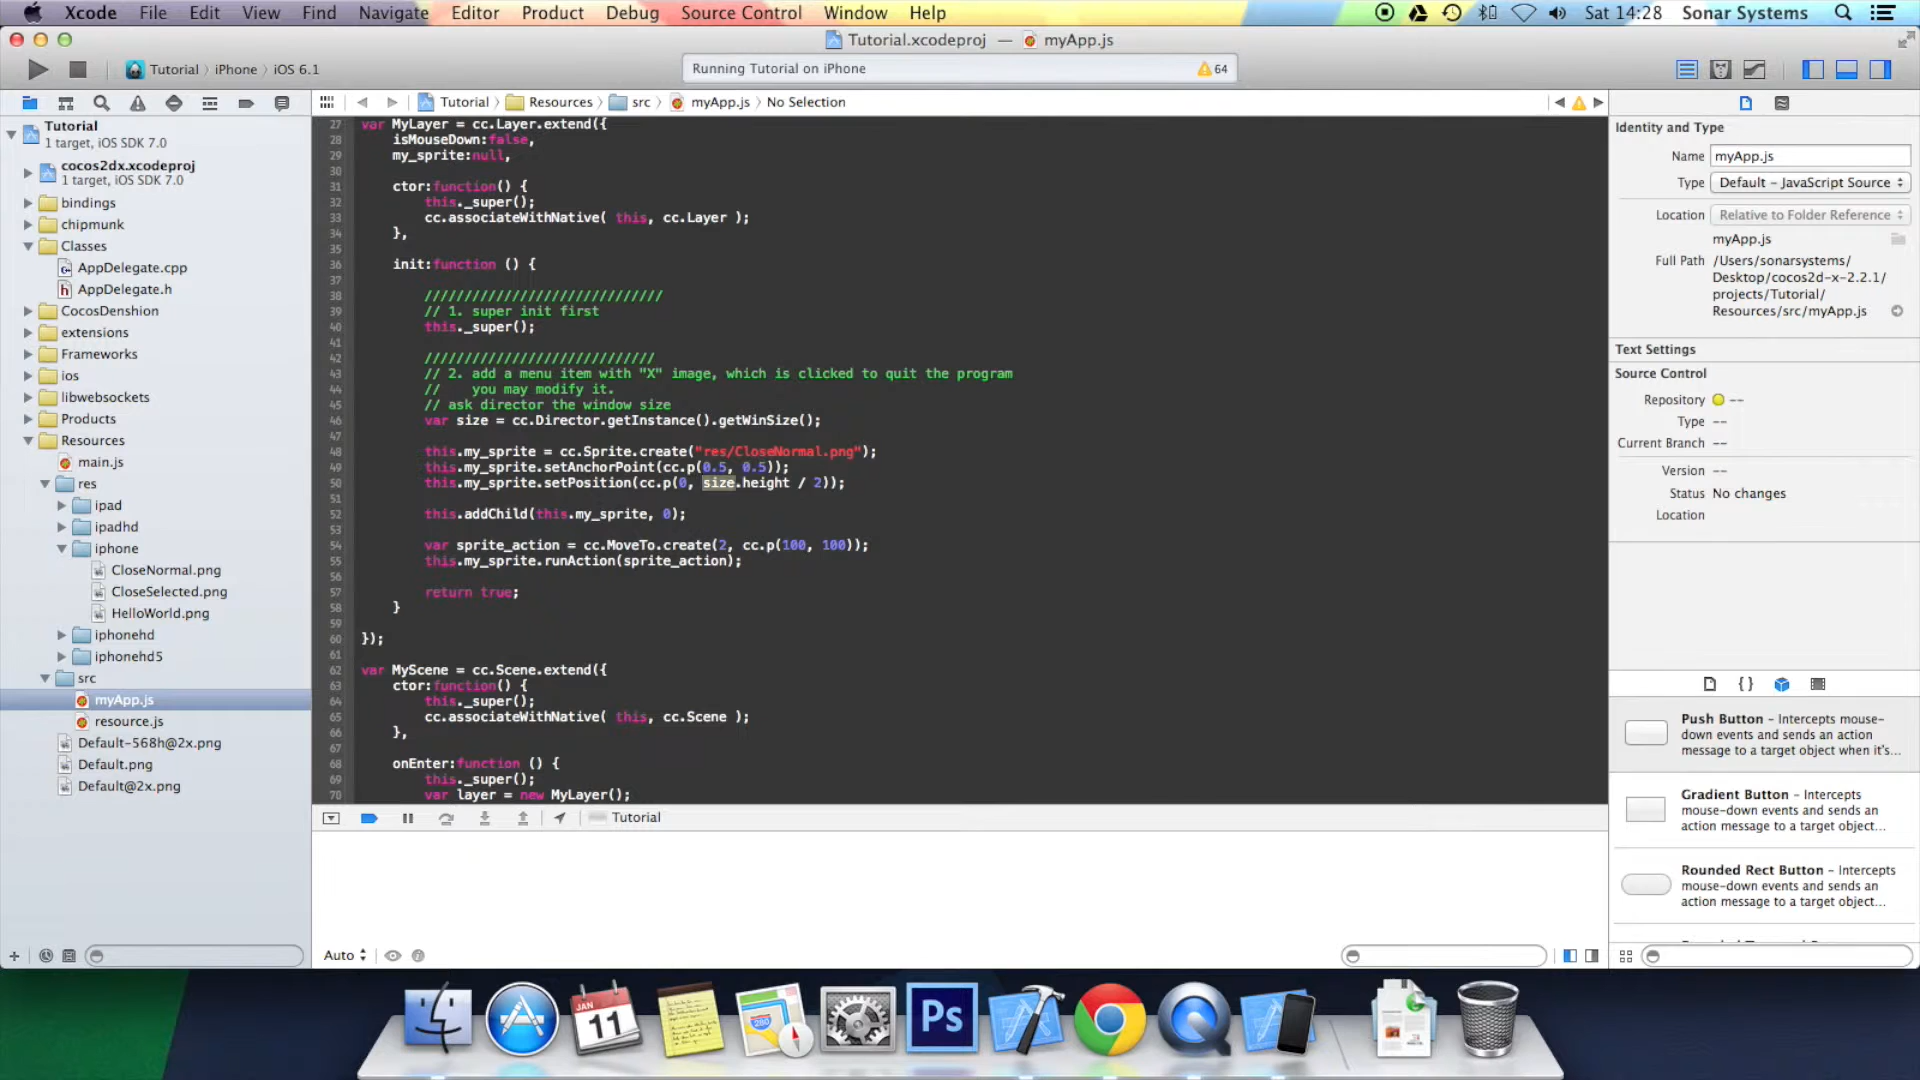 Xcode File Edit View Find Navigate Editor Product Debug Source Control Window Help Sat 14:28 Sonar Systems
Tutorial.xcodeproj — myApp.js
Tutorial iPhone iOS 6.1
Running Tutorial on iPhone 64
Tutorial Resources src myApp.js No Selection
Tutorial
1 target, iOS SDK 7.0
cocos2dx.xcodeproj
1 target, iOS SDK 7.0
bindings
chipmunk
Classes
AppDelegate.cpp
AppDelegate.h
CocosDenshion
extensions
Frameworks
ios
libwebsockets
Products
Resources
main.js
res
ipad
ipadhd
iphone
CloseNormal.png
CloseSelected.png
HelloWorld.png
iphonehd
iphonehd5
src
myApp.js
resource.js
Default-568h@2x.png
Default.png
Default@2x.png
27 var MyLayer = cc.Layer.extend({
28 isMouseDown:false,
29 my_sprite:null,
30
31 ctor:function() {
32 this._super();
33 cc.associateWithNative( this, cc.Layer );
34 },
35
36 init:function () {
37
38 //////////////////////////////
39 // 1. super init first
40 this._super();
41
42 /////////////////////////////
43 // 2. add a menu item with "X" image, which is clicked to quit the program
44 // you may modify it.
45 // ask director the window size
46 var size = cc.Director.getInstance().getWinSize();
47
48 this.my_sprite = cc.Sprite.create("res/CloseNormal.png");
49 this.my_sprite.setAnchorPoint(cc.p(0.5, 0.5));
50 this.my_sprite.setPosition(cc.p(0, size.height / 2));
51
52 this.addChild(this.my_sprite, 0);
53
54 var sprite_action = cc.MoveTo.create(2, cc.p(100, 100));
55 this.my_sprite.runAction(sprite_action);
56
57 return true;
58 }
59
60 });
61
62 var MyScene = cc.Scene.extend({
63 ctor:function() {
64 this._super();
65 cc.associateWithNative( this, cc.Scene );
66 },
67
68 onEnter:function () {
69 this._super();
70 var layer = new MyLayer();
Tutorial
Auto
Identity and Type
Name myApp.js
Type Default - JavaScript Source
Location Relative to Folder Reference
myApp.js
Full Path /Users/sonarsystems/
Desktop/cocos2d-x-2.2.1/
projects/Tutorial/
Resources/src/myApp.js
Text Settings
Source Control
Repository --
Type --
Current Branch --
Version --
Status No changes
Location
{ }
Push Button - Intercepts mouse-
down events and sends an action
message to a target object when it's...
Gradient Button - Intercepts
mouse-down events and sends an
action message to a target object...
Rounded Rect Button - Intercepts
mouse-down events and sends an
action message to a target object...
JAN
11
280
Ps